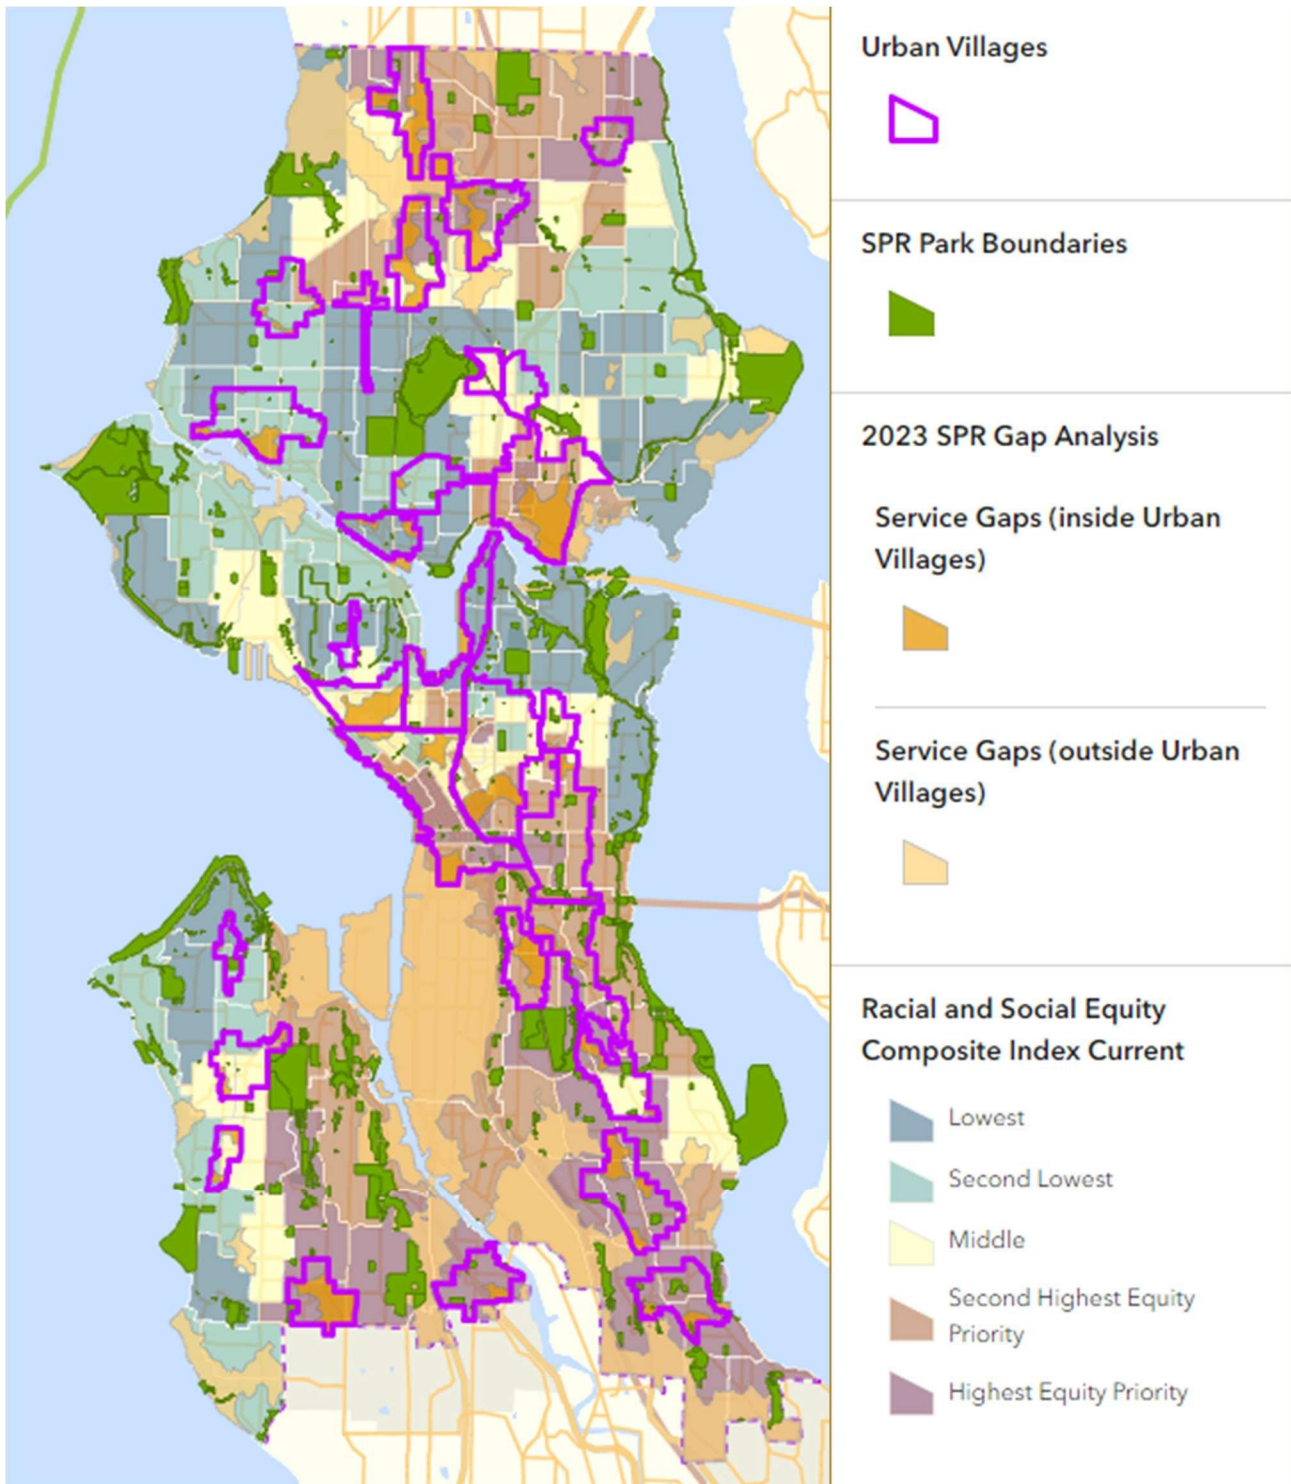 Urban Villages
SPR Park Boundaries
2023 SPR Gap Analysis
Service Gaps (inside Urban
Villages)
Service Gaps (outside Urban
Villages)
Racial and Social Equity
Composite Index Current
Lowest
Second Lowest
Middle
Second Highest Equity
Priority
Highest Equity Priority